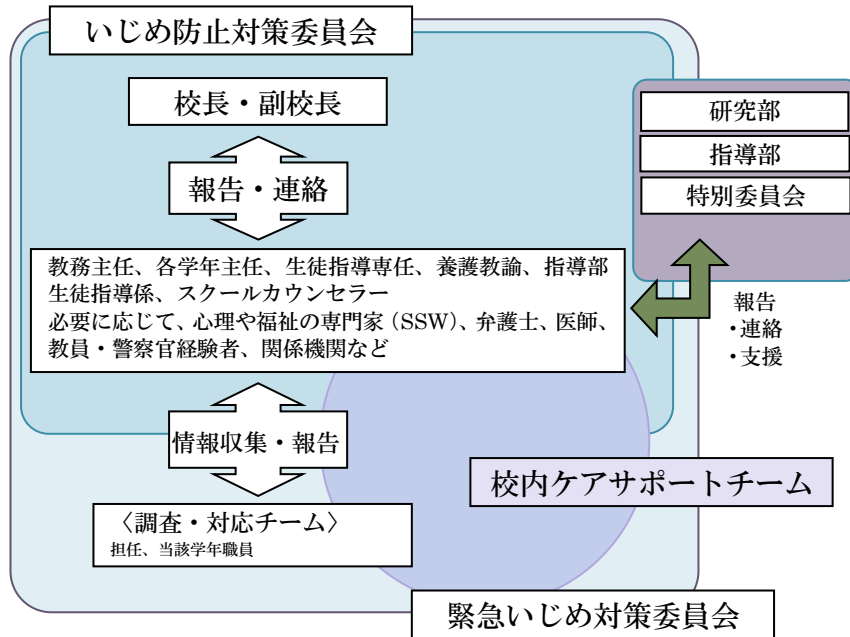 いじめ防止対策委員会
校長・副校長
報告・連絡
教務主任、各学年主任、生徒指導専任、養護教諭、指導部
生徒指導係、スクールカウンセラー
必要に応じて、心理や福祉の専門家（SSW）、弁護士、医師、
教員・警察官経験者、関係機関など
情報収集・報告
〈調査・対応チーム〉
担任、当該学年職員
研究部
指導部
特別委員会
報告
・連絡
・支援
校内ケアサポートチーム
緊急いじめ対策委員会